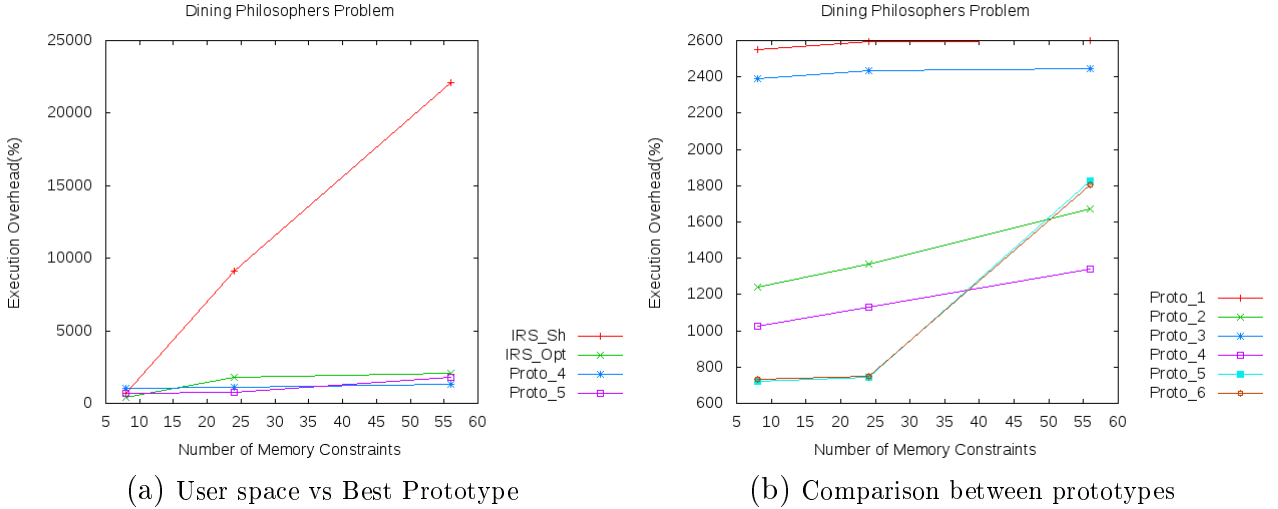 Dining Philosophers Problem
25000
20000
15000
10000
5000
0
Execution Overhead(%)
IRS_Sh
IRS_Opt
Proto_4
Proto_5
5 10 15 20 25 30 35 40 45 50 55 60
Number of Memory Constraints
(a) User space vs Best Prototype
Dining Philosophers Problem
2600
2400
2200
2000
1800
1600
1400
1200
1000
800
600
Execution Overhead(%)
Proto_1
Proto_2
Proto_3
Proto_4
Proto_5
Proto_6
5 10 15 20 25 30 35 40 45 50 55 60
Number of Memory Constraints
(b) Comparison between prototypes